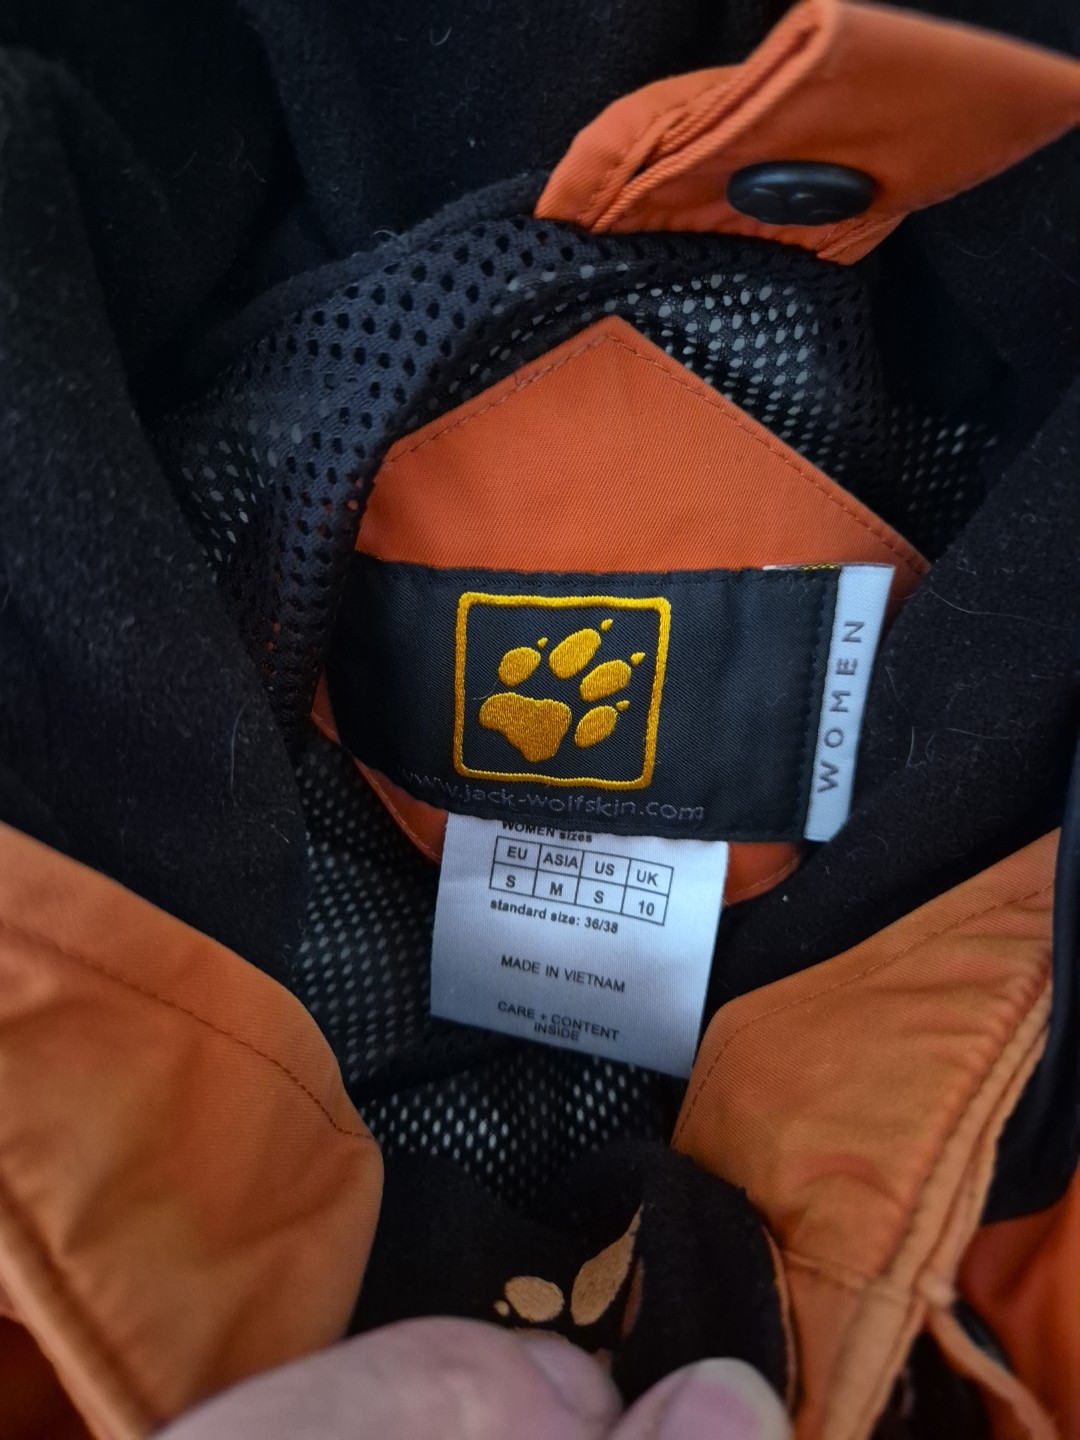 WOMEN
www.jack-wolfskin.com
WOMEN sizes
EU ASIA US UK
S M S 10
standard size: 36/38
MADE IN VIETNAM
CARE + CONTENT
INSIDE